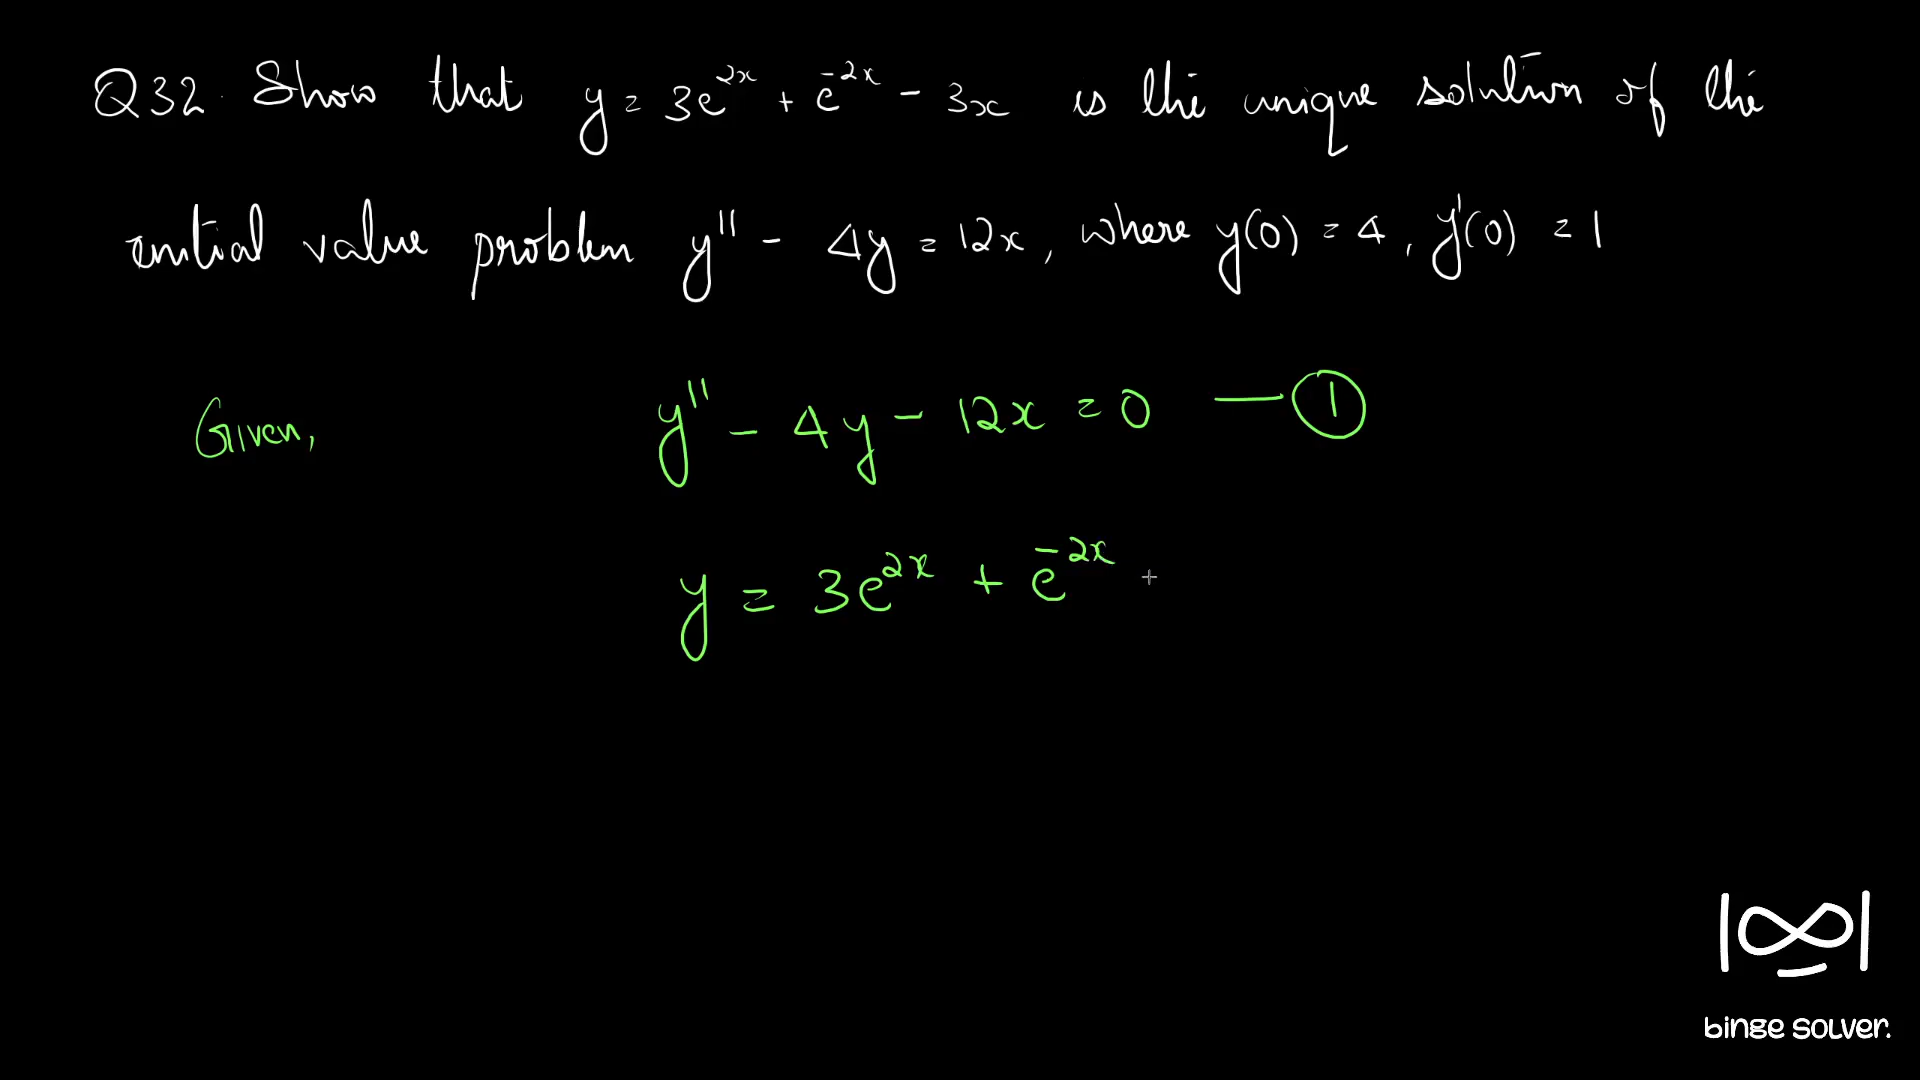 Q32. Show that y = 3e^2x + e^-2x - 3x is the unique solution of the
initial value problem y'' - 4y = 12x, where y(0) = 4, y'(0) = 1
Given, y'' - 4y - 12x = 0 — ①
y = 3e^2x + e^-2x
binge solver.